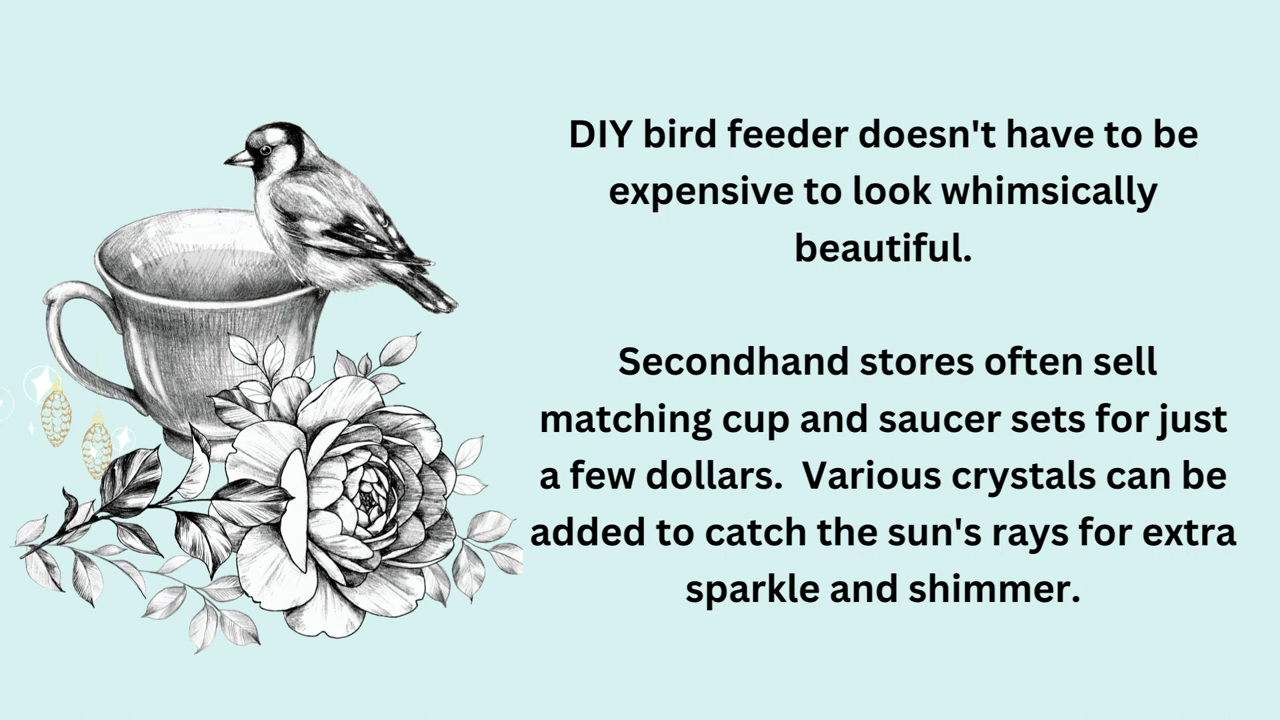 DIY bird feeder doesn't have to be
expensive to look whimsically
beautiful.
Secondhand stores often sell
matching cup and saucer sets for just
a few dollars.  Various crystals can be
added to catch the sun's rays for extra
sparkle and shimmer.